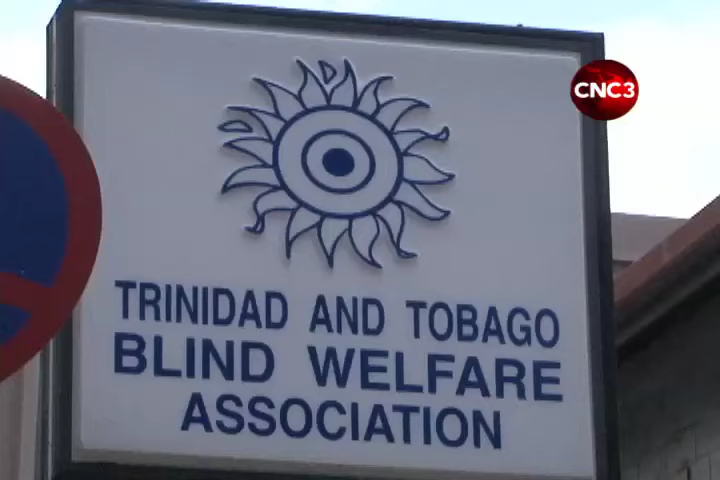 CNC3
TRINIDAD AND TOBAGO
BLIND WELFARE
ASSOCIATION